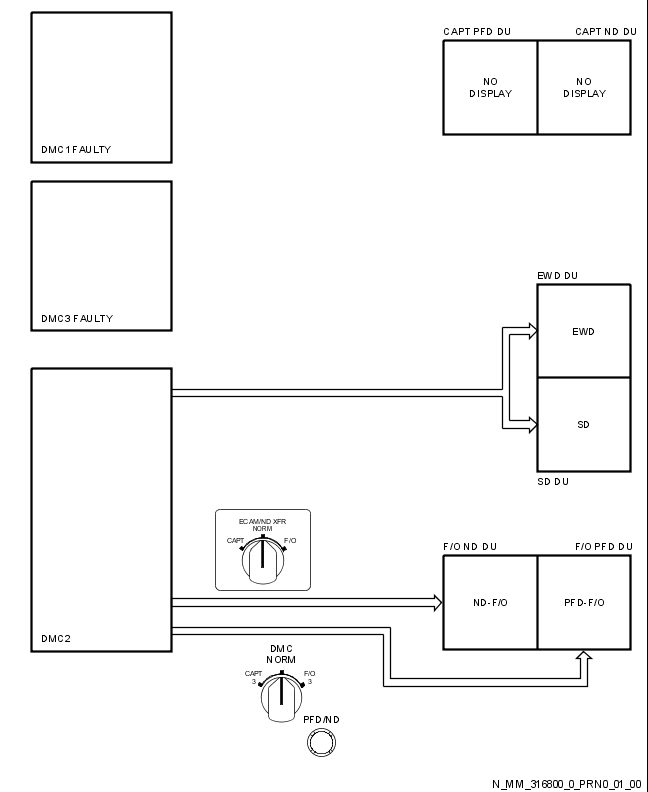 CAPT PFD DU
CAPT ND DU
NO
DISPLAY
NO
DISPLAY
DMC1 FAULTY
DMC3 FAULTY
EWD DU
EWD
SD
SD DU
ECAM/ND XFR
NORM
CAPT
F/O
F/O ND DU
F/O PFD DU
ND-F/O
PFD-F/O
DMC2
DMC
NORM
CAPT
3
F/O
3
PFD/ND
N_MM_316800_0_PRN0_01_00